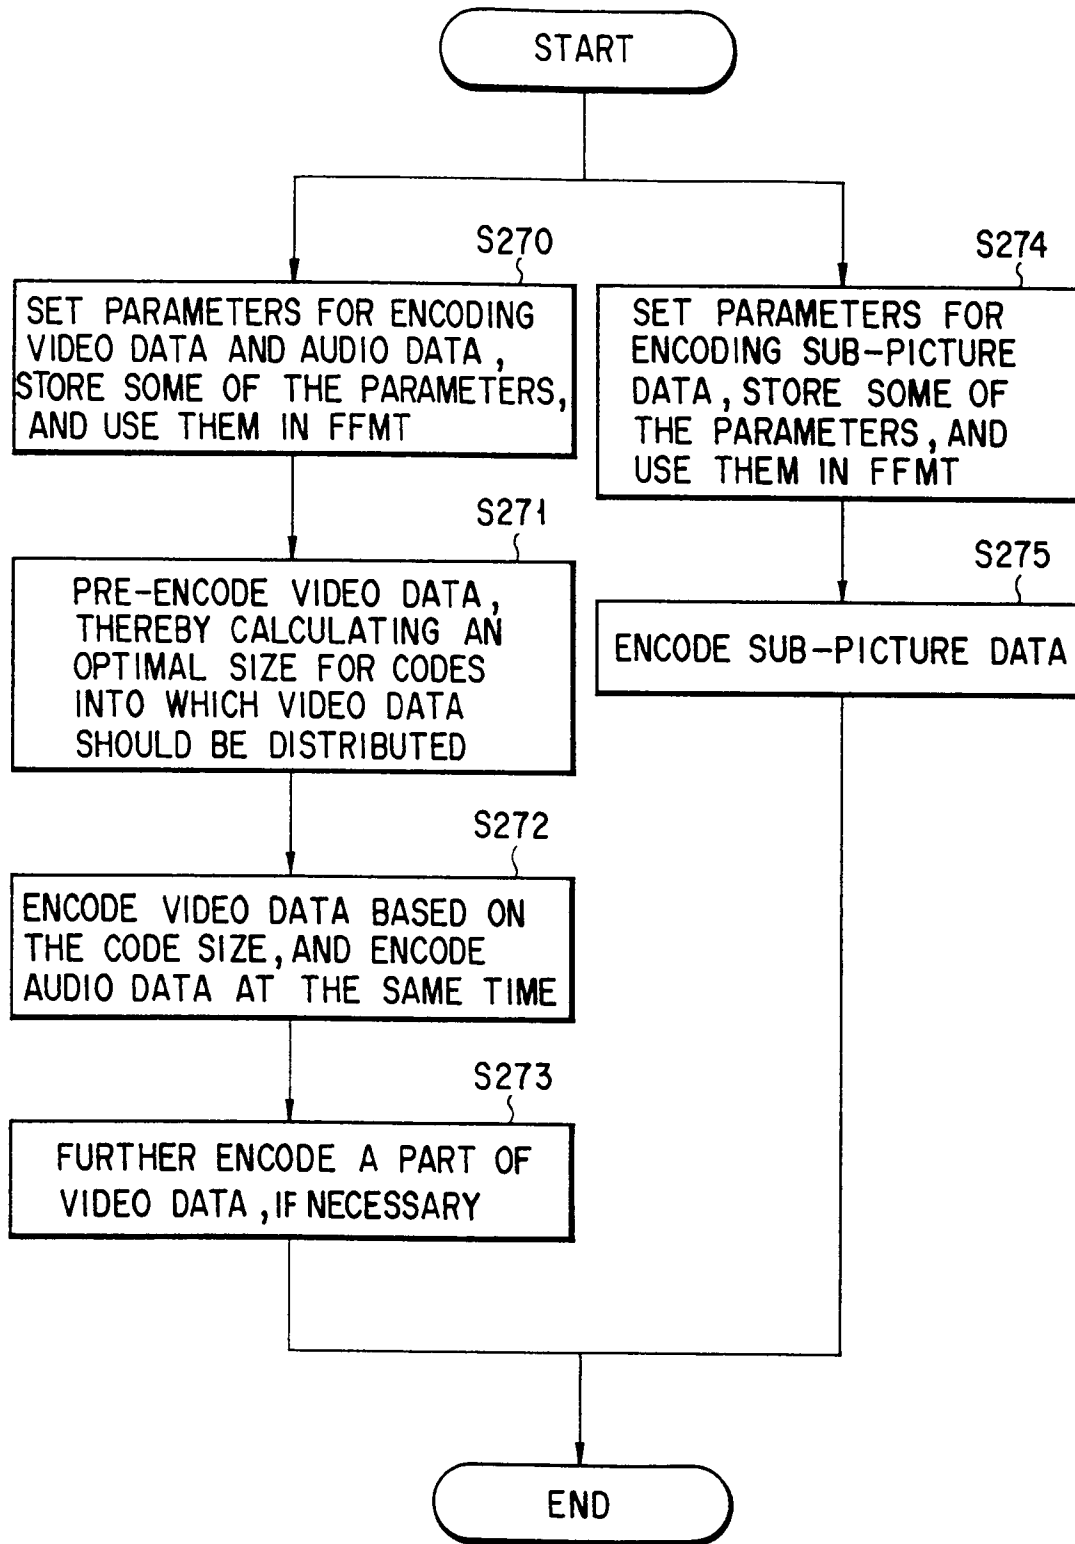 START
S270
SET PARAMETERS FOR ENCODING
VIDEO DATA AND AUDIO DATA,
STORE SOME OF THE PARAMETERS,
AND USE THEM IN FFMT
S271
PRE-ENCODE VIDEO DATA,
THEREBY CALCULATING AN
OPTIMAL SIZE FOR CODES
INTO WHICH VIDEO DATA
SHOULD BE DISTRIBUTED
S272
ENCODE VIDEO DATA BASED ON
THE CODE SIZE, AND ENCODE
AUDIO DATA AT THE SAME TIME
S273
FURTHER ENCODE A PART OF
VIDEO DATA, IF NECESSARY
S274
SET PARAMETERS FOR
ENCODING SUB-PICTURE
DATA, STORE SOME OF
THE PARAMETERS, AND
USE THEM IN FFMT
S275
ENCODE SUB-PICTURE DATA
END